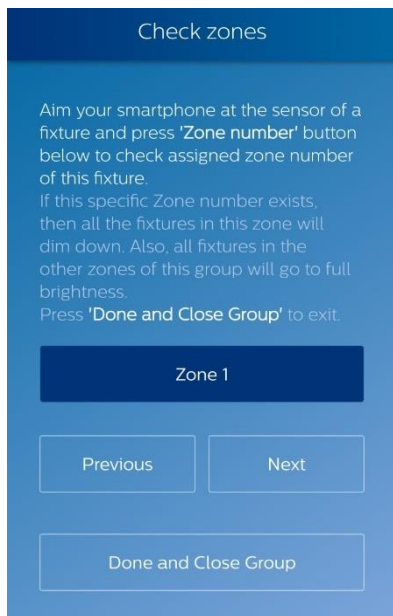 Check zones
Aim your smartphone at the sensor of a
fixture and press 'Zone number' button
below to check assigned zone number
of this fixture.
If this specific Zone number exists,
then all the fixtures in this zone will
dim down. Also, all fixtures in the
other zones of this group will go to full
brightness.
Press 'Done and Close Group' to exit.
Zone 1
Previous
Next
Done and Close Group